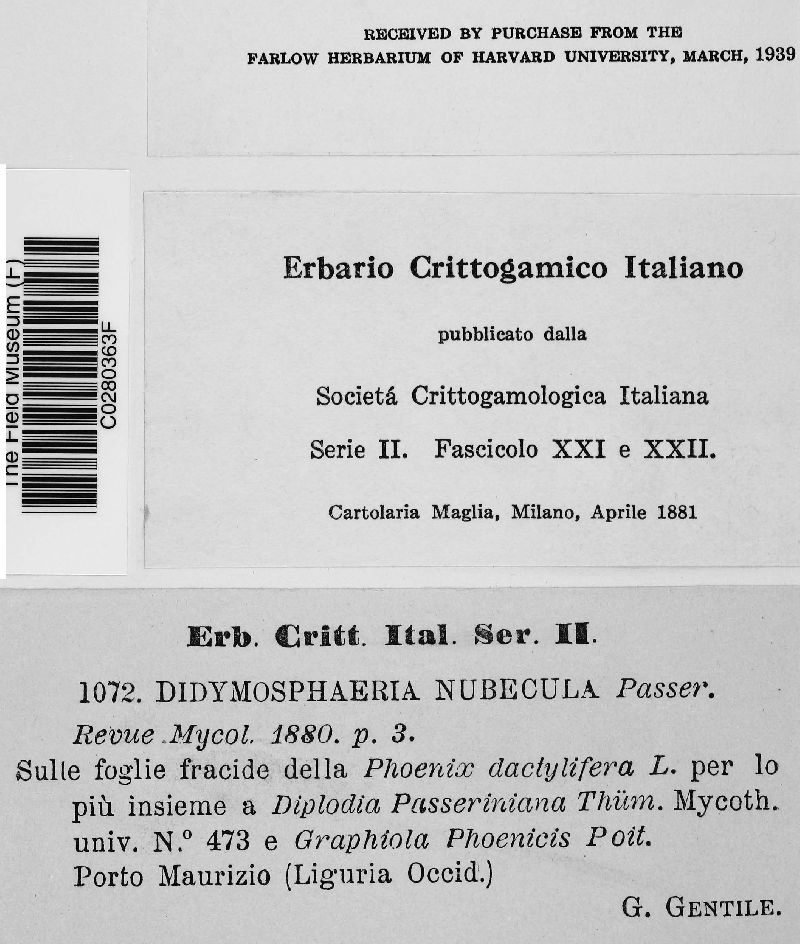 RECEIVED BY PURCHASE FROM THE
FARLOW HERBARIUM OF HARVARD UNIVERSITY, MARCH, 1939
The Field Museum (F)
C0280363F
Erbario Crittogamico Italiano
pubblicato dalla
Societá Crittogamologica Italiana
Serie II. Fascicolo XXI e XXII.
Cartolaria Maglia, Milano, Aprile 1881
Erb. Critt. Ital. Ser. II.
1072. DIDYMOSPHAERIA NUBECULA Passer.
Revue Mycol. 1880. p. 3.
Sulle foglie fracide della Phoenix dactylifera L. per lo
più insieme a Diplodia Passeriniana Thüm. Mycoth.
univ. N.º 473 e Graphiola Phoenicis Poit.
Porto Maurizio (Liguria Occid.)
G. GENTILE.